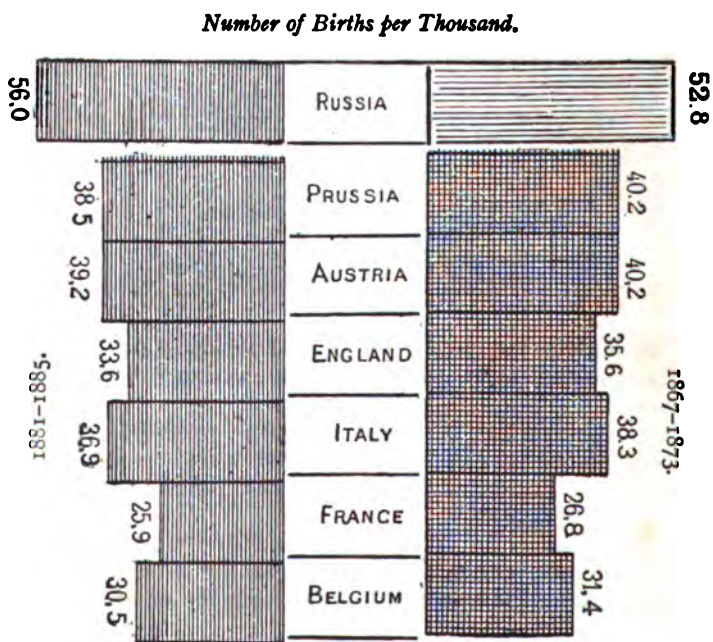 Number of Births per Thousand.
56.0 RUSSIA 52.8
38.5 PRUSSIA 40.2
39.2 AUSTRIA 40.2
33.6 ENGLAND 35.6
36.9 ITALY 38.3
25.9 FRANCE 26.8
30.5 BELGIUM 31.4
1881-1885.
1867-1873.